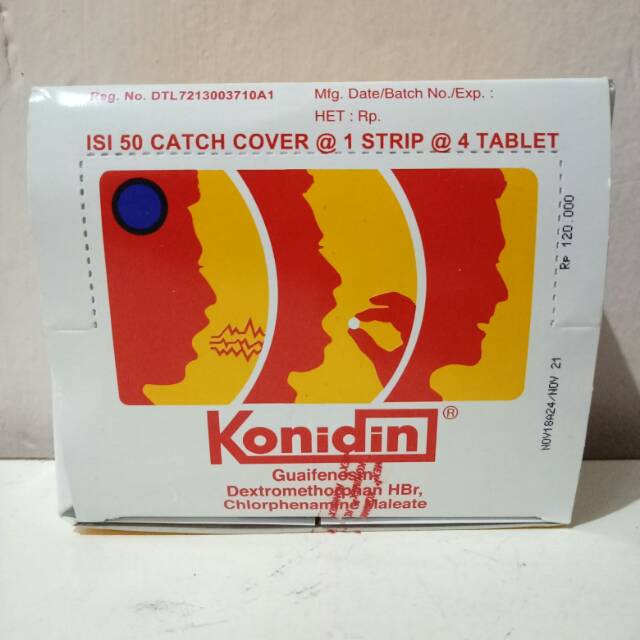 Reg. No. DTL7213003710A1
Mfg. Date/Batch No./Exp. :
HET : Rp.
ISI 50 CATCH COVER @ 1 STRIP @ 4 TABLET
Rp 120.000
NOV18A24/NOV 21
Konidin®
Guaifenesin,
Dextromethorphan HBr,
Chlorphenamine Maleate